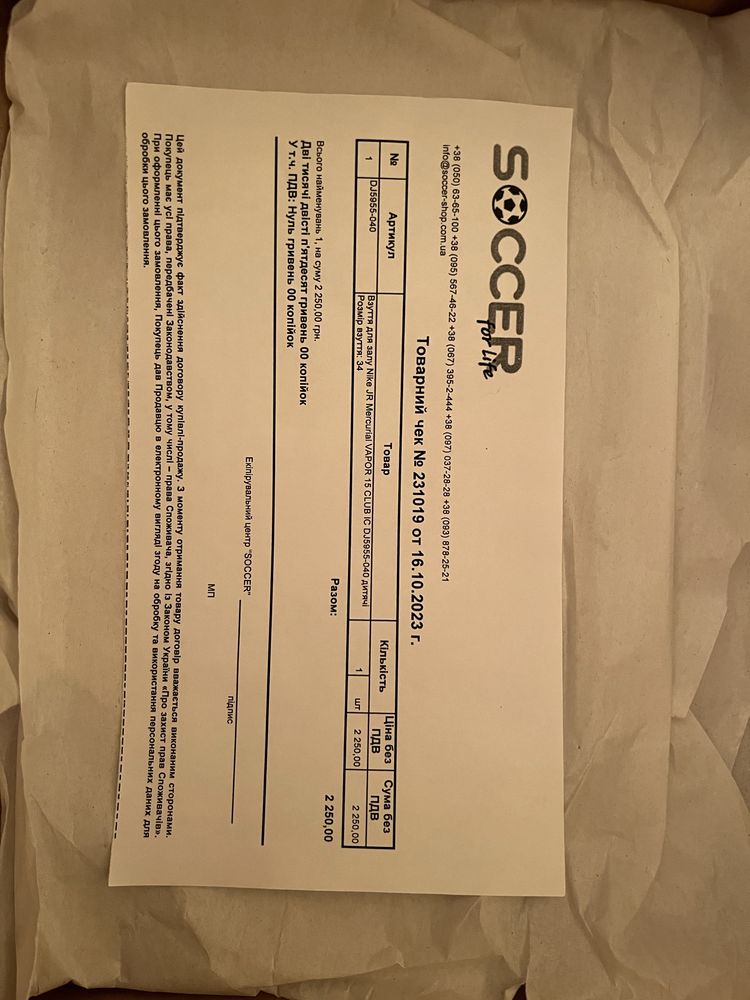 SOCCER
for life
+38 (050) 63-65-100 +38 (095) 567-46-22 +38 (067) 395-2-444 +38 (097) 037-28-28 +38 (093) 878-25-21
info@soccer-shop.com.ua
Товарний чек № 231019 от 16.10.2023 г.
№ Артикул Товар Кількість Ціна без ПДВ Сума без ПДВ
1 DJ5955-040 Взуття для залу Nike JR Mercurial VAPOR 15 CLUB IC DJ5955-040 дитячі 1 шт 2 250,00 2 250,00
Розмір взуття: 34
Разом: 2 250,00
Всього найменувань 1, на суму 2 250,00 грн.
Дві тисячі двісті п'ятдесят гривень 00 копійок
У т.ч. ПДВ: Нуль гривень 00 копійок
Екіпірувальний центр "SOCCER"
підпис
МП
Цей документ підтверджує факт здійснення договору купівлі-продажу. З моменту отримання товару договір вважається виконаним сторонами.
Покупець має усі права, передбачені Законодавством, у тому числі – права Споживача, згідно із Законом України «Про захист прав Споживачів».
При оформленні цього замовлення, Покупець дав Продавцю в електронному вигляді згоду на обробку та використання персональних даних для
обробки цього замовлення.